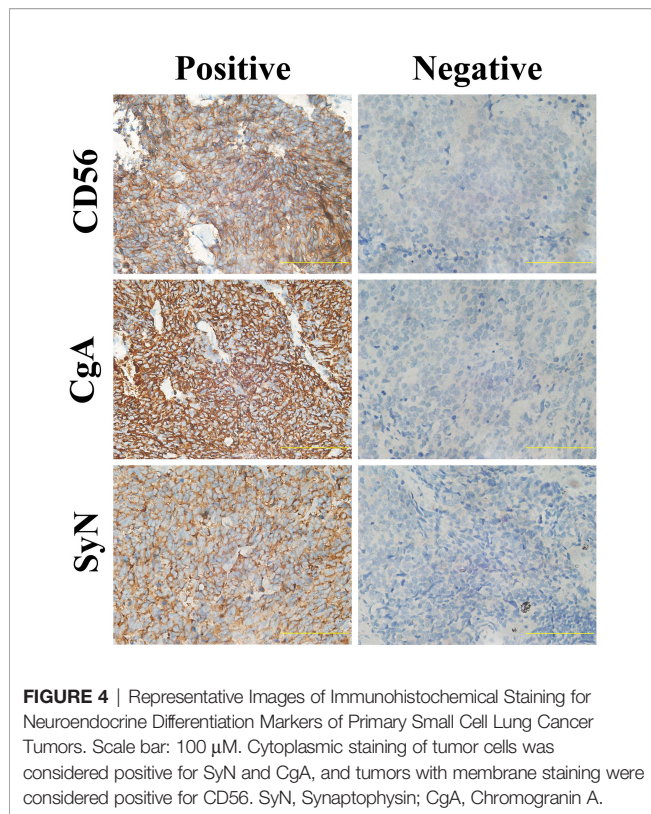 Positive
Negative
CD56
CgA
SyN
FIGURE 4 | Representative Images of Immunohistochemical Staining for
Neuroendocrine Differentiation Markers of Primary Small Cell Lung Cancer
Tumors. Scale bar: 100 μM. Cytoplasmic staining of tumor cells was
considered positive for SyN and CgA, and tumors with membrane staining were
considered positive for CD56. SyN, Synaptophysin; CgA, Chromogranin A.